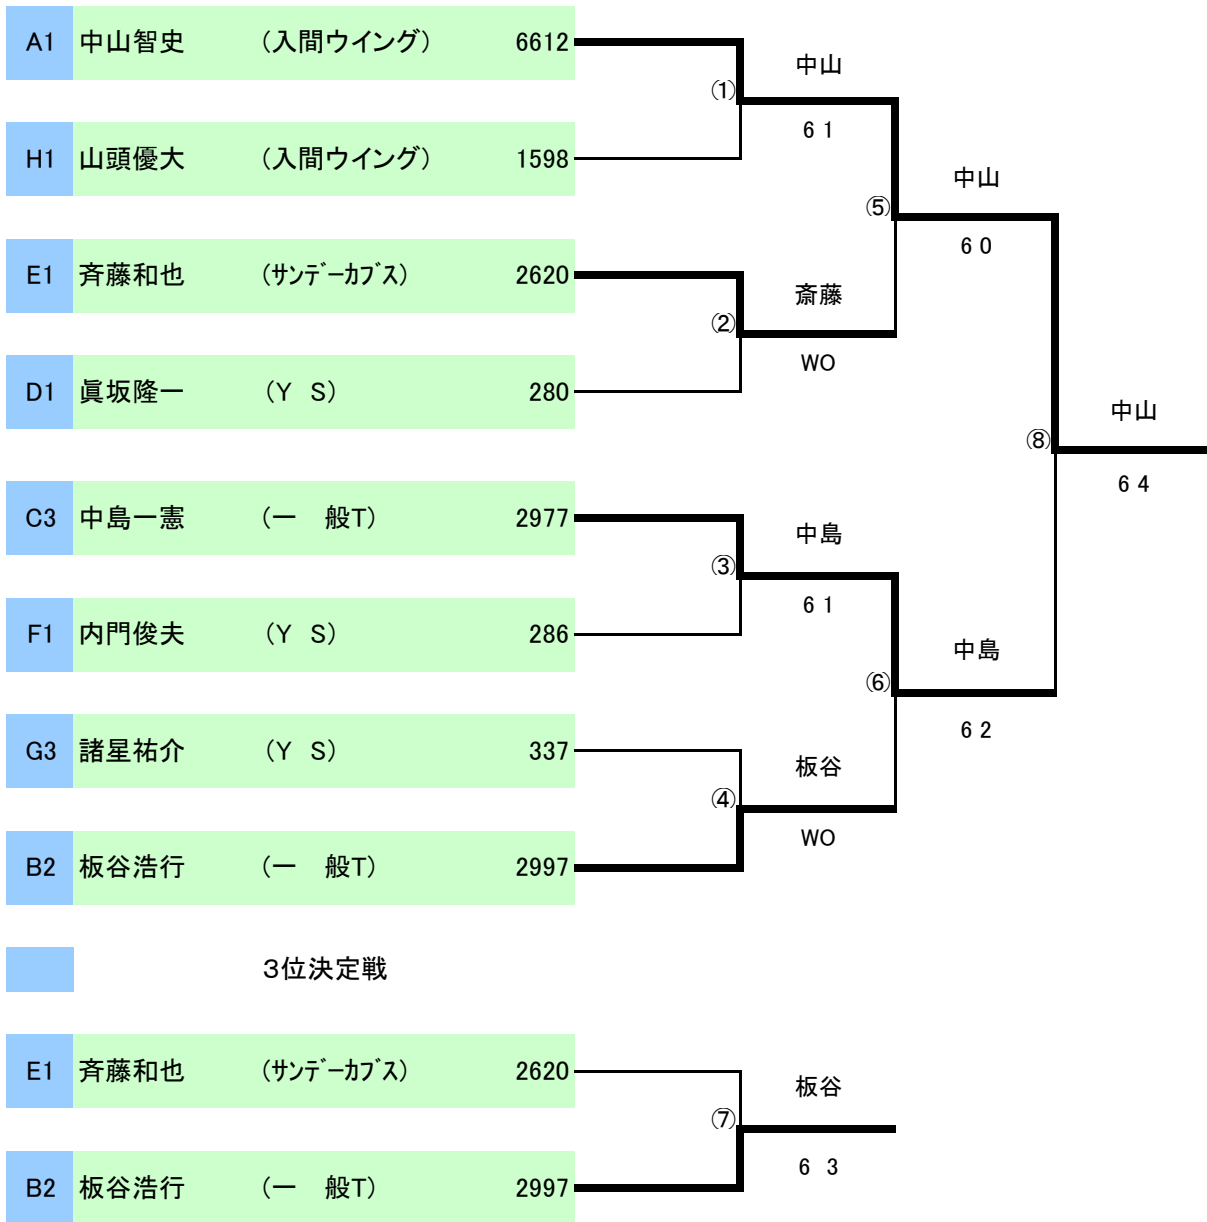 A1 中山智史 （入間ウイング） 6612
中山
①
6 1
H1 山頭優大 （入間ウイング） 1598
中山
⑤
6 0
E1 斉藤和也 （ｻﾝﾃﾞｰｶﾌﾞｽ） 2620
斎藤
②
WO
D1 眞坂隆一 （Y　S） 280
中山
⑧
6 4
C3 中島一憲 （一　般T） 2977
中島
③
6 1
F1 内門俊夫 （Y　S） 286
中島
⑥
6 2
G3 諸星祐介 （Y　S） 337
板谷
④
WO
B2 板谷浩行 （一　般T） 2997
３位決定戦
E1 斉藤和也 （ｻﾝﾃﾞｰｶﾌﾞｽ） 2620
板谷
⑦
6 3
B2 板谷浩行 （一　般T） 2997